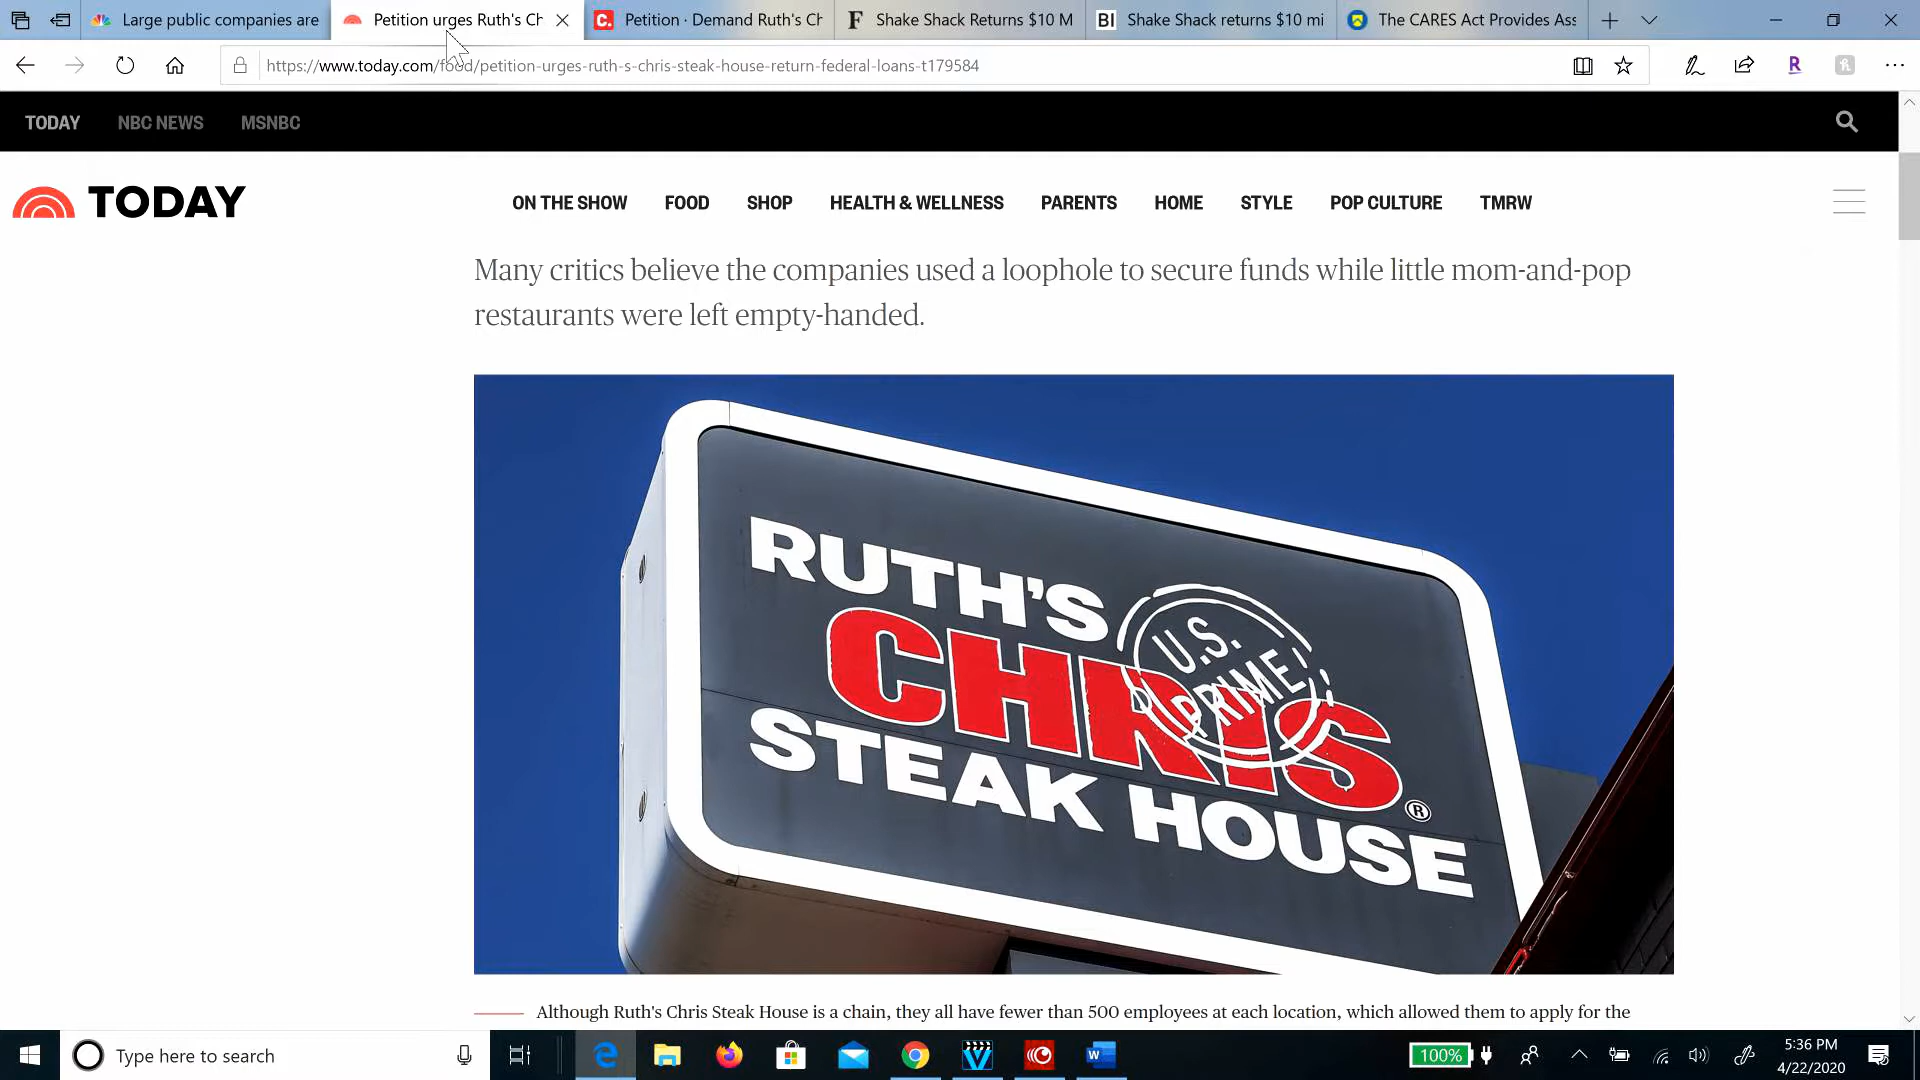 Large public companies are
Petition urges Ruth's Ch
Petition · Demand Ruth's Ch
Shake Shack Returns $10 M
BI
Shake Shack returns $10 mi
The CARES Act Provides Ass
https://www.today.com/food/petition-urges-ruth-s-chris-steak-house-return-federal-loans-t179584
TODAY NBC NEWS MSNBC
TODAY
ON THE SHOW FOOD SHOP HEALTH & WELLNESS PARENTS HOME STYLE POP CULTURE TMRW
Many critics believe the companies used a loophole to secure funds while little mom-and-pop
restaurants were left empty-handed.
RUTH'S
CHRIS
U.S.
PRIME
STEAK HOUSE
®
Although Ruth's Chris Steak House is a chain, they all have fewer than 500 employees at each location, which allowed them to apply for the
Type here to search
100%
5:36 PM
4/22/2020